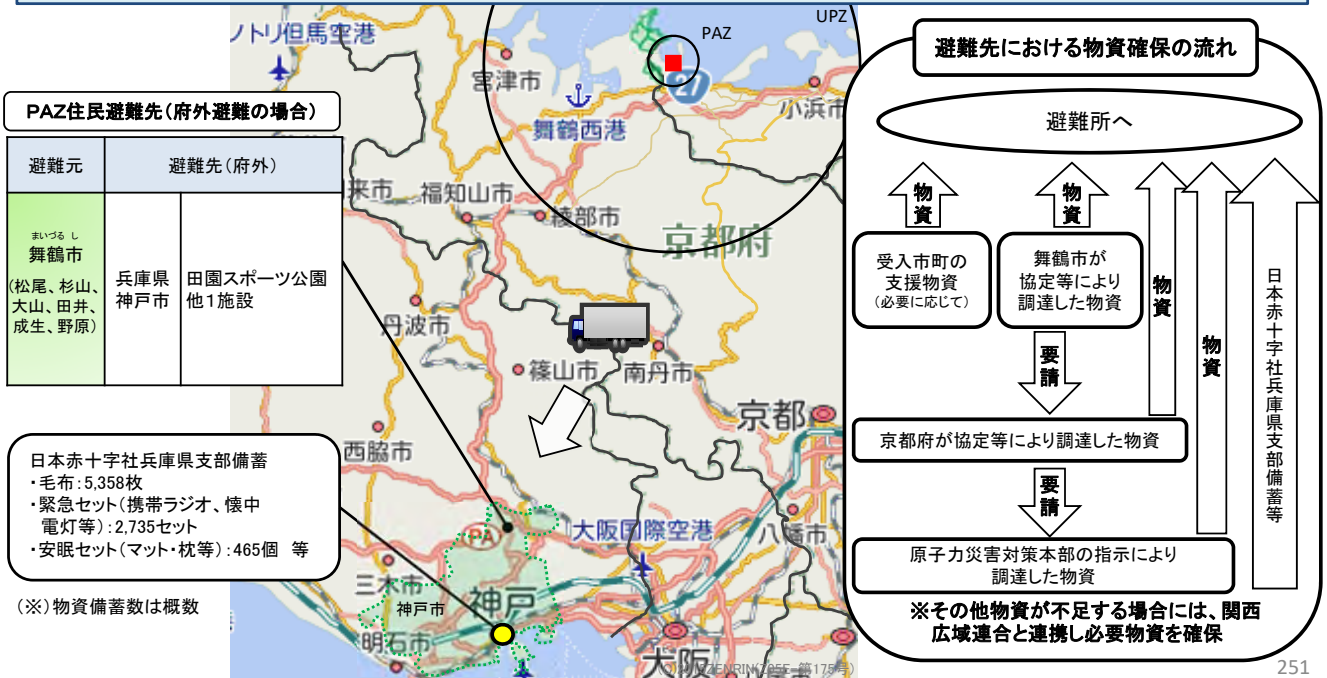 PAZ住民避難先(府外避難の場合)
避難元
避難先(府外)
まいづる し
舞鶴市
(松尾、杉山、
大山、田井、
成生、野原)
兵庫県
神戸市
田園スポーツ公園
他1施設
日本赤十字社兵庫県支部備蓄
・毛布:5,358枚
・緊急セット(携帯ラジオ、懐中
電灯等):2,735セット
・安眠セット(マット・枕等):465個 等
(※)物資備蓄数は概数
ノトリ但馬空港
宮津市
舞鶴西港
PAZ
UPZ
27
小浜市
来市
福知山市
綾部市
京都府
丹波市
篠山市
南丹市
京都
西脇市
PA
大阪国際空港
八幡市
三木市
神戸市
神戸
明石市
大阪
避難先における物資確保の流れ
避難所へ
物資
物資
物資
物資
受入市町の
支援物資
(必要に応じて)
舞鶴市が
協定等により
調達した物資
日本赤十字社兵庫県支部備蓄等
要請
京都府が協定等により調達した物資
要請
原子力災害対策本部の指示により
調達した物資
※その他物資が不足する場合には、関西
広域連合と連携し必要物資を確保
251